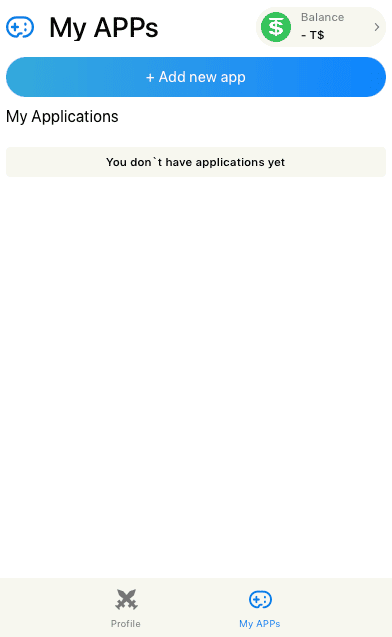 My APPs
Balance
- T$
+ Add new app
My Applications
You don`t have applications yet
Profile
My APPs